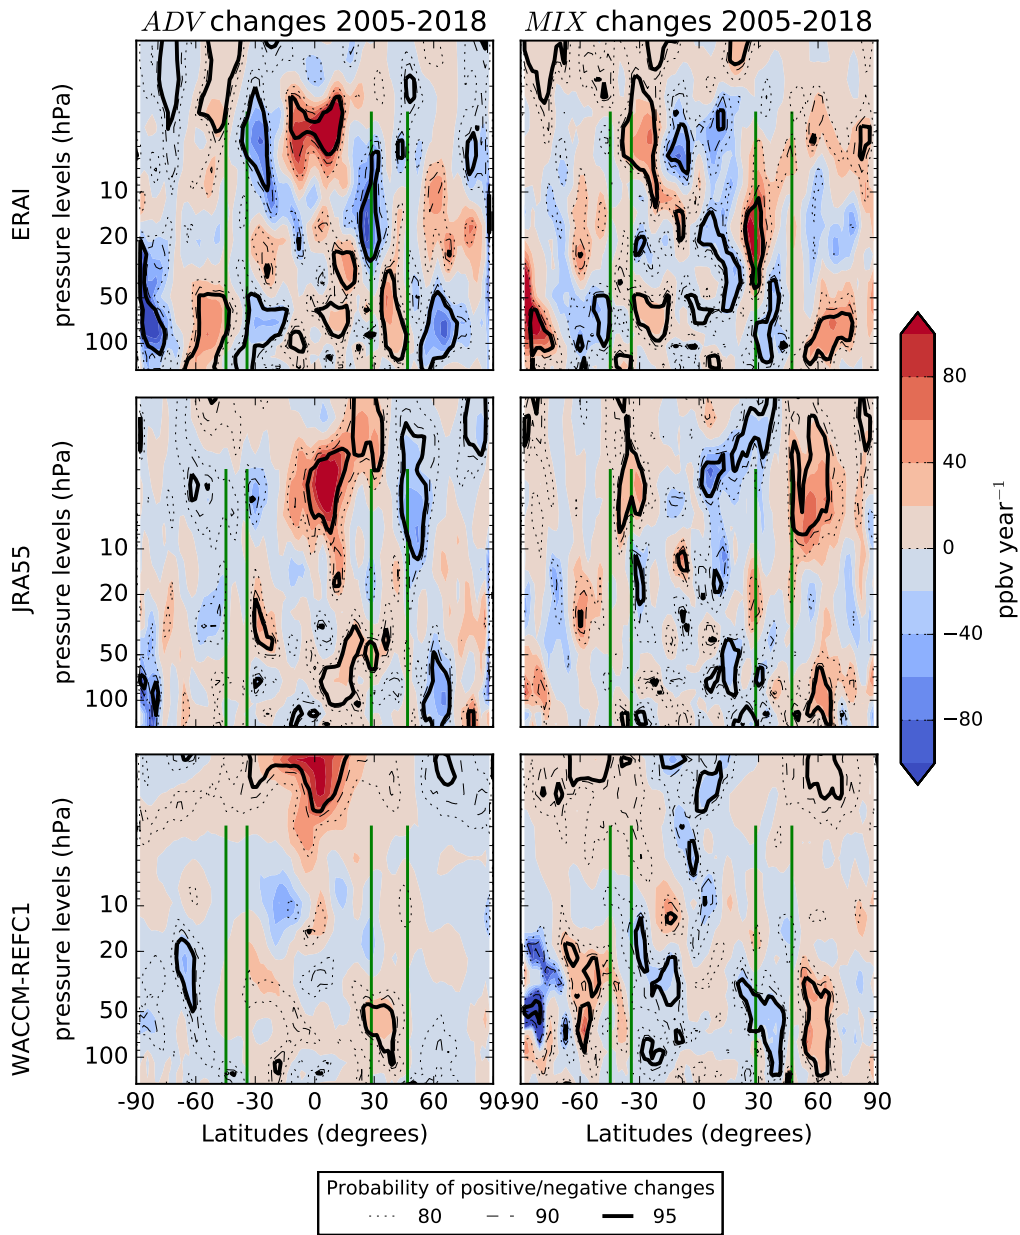 ADV changes 2005-2018
MIX changes 2005-2018
ERAI
pressure levels (hPa)
10
20
50
100
JRA55
pressure levels (hPa)
10
20
50
100
WACCM-REFC1
pressure levels (hPa)
10
20
50
100
-90 -60 -30 0 30 60 90
-90 -60 -30 0 30 60 90
Latitudes (degrees)
Latitudes (degrees)
80
40
0
−40
−80
ppbv year⁻¹
Probability of positive/negative changes
80 90 95